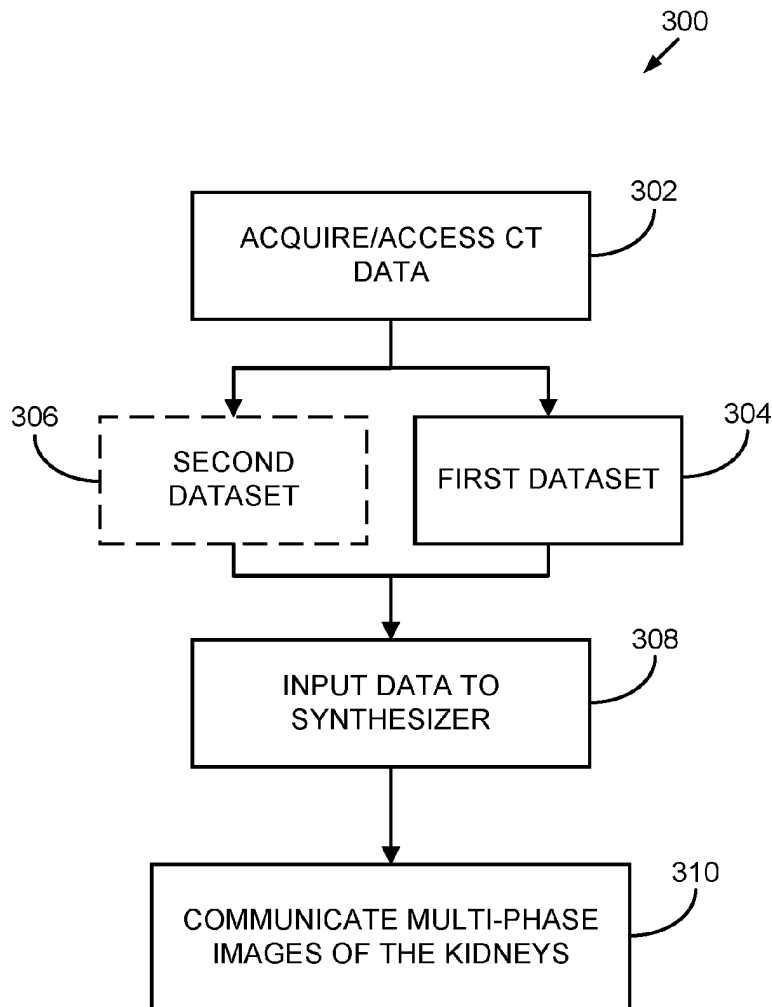 300
302
ACQUIRE/ACCESS CT
DATA
306
SECOND
DATASET
304
FIRST DATASET
308
INPUT DATA TO
SYNTHESIZER
310
COMMUNICATE MULTI-PHASE
IMAGES OF THE KIDNEYS